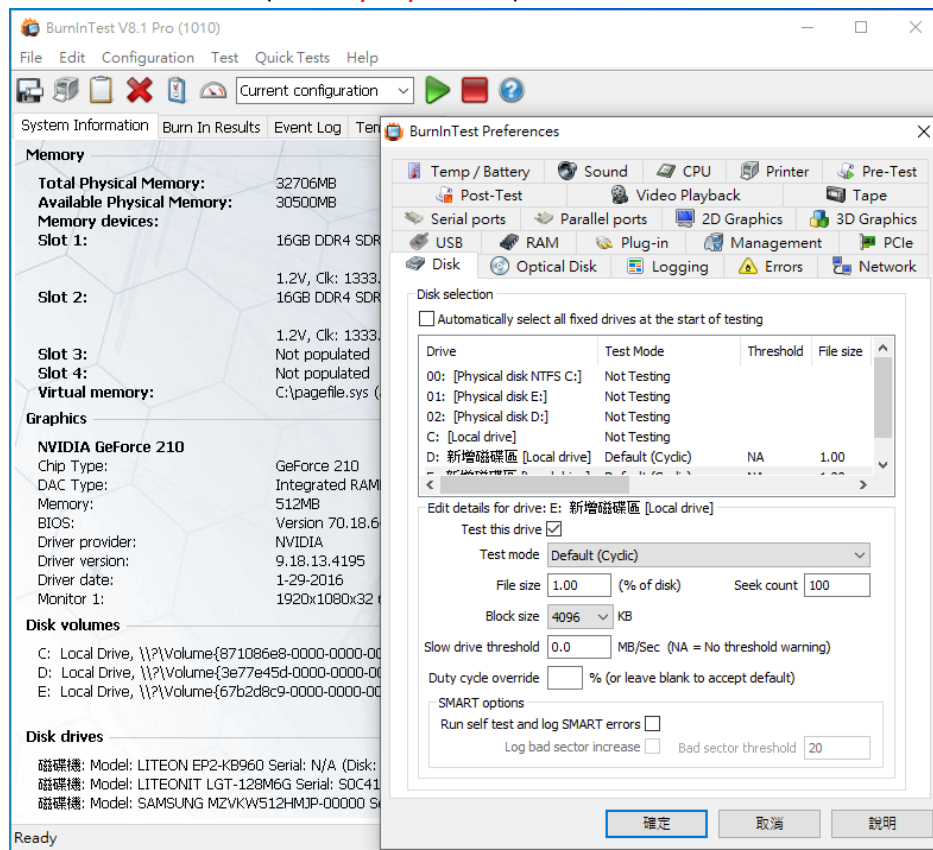 BurnInTest V8.1 Pro (1010)
File Edit Configuration Test Quick Tests Help
Current configuration
System Information Burn In Results Event Log
Memory
Total Physical Memory: 32706MB
Available Physical Memory: 30500MB
Memory devices:
Slot 1: 16GB DDR4 SDR
1.2V, Clk: 1333.
Slot 2: 16GB DDR4 SDR
1.2V, Clk: 1333.
Slot 3: Not populated
Slot 4: Not populated
Virtual memory: C:\pagefile.sys (
Graphics
NVIDIA GeForce 210
Chip Type: GeForce 210
DAC Type: Integrated RAM
Memory: 512MB
BIOS: Version 70.18.6
Driver provider: NVIDIA
Driver version: 9.18.13.4195
Driver date: 1-29-2016
Monitor 1: 1920x1080x32
Disk volumes
C: Local Drive, \\?\Volume{871086e8-0000-0000-00
D: Local Drive, \\?\Volume{3e77e45d-0000-0000-00
E: Local Drive, \\?\Volume{67b2d8c9-0000-0000-00
Disk drives
磁碟機: Model: LITEON EP2-KB960 Serial: N/A (Disk:
磁碟機: Model: LITEONIT LGT-128M6G Serial: S0C41
磁碟機: Model: SAMSUNG MZVKW512HMJP-00000 Se
Ready
BurnInTest Preferences
Temp / Battery Sound CPU Printer Pre-Test
Post-Test Video Playback Tape
Serial ports Parallel ports 2D Graphics 3D Graphics
USB RAM Plug-in Management PCIe
Disk Optical Disk Logging Errors Network
Disk selection
Automatically select all fixed drives at the start of testing
Drive Test Mode Threshold File size
00: [Physical disk NTFS C:] Not Testing
01: [Physical disk E:] Not Testing
02: [Physical disk D:] Not Testing
C: [Local drive] Not Testing
D: 新增磁碟區 [Local drive] Default (Cyclic) NA 1.00
Edit details for drive: E: 新增磁碟區 [Local drive]
Test this drive
Test mode Default (Cyclic)
File size 1.00 (% of disk) Seek count 100
Block size 4096 KB
Slow drive threshold 0.0 MB/Sec (NA = No threshold warning)
Duty cycle override % (or leave blank to accept default)
SMART options
Run self test and log SMART errors
Log bad sector increase Bad sector threshold 20
確定 取消 說明